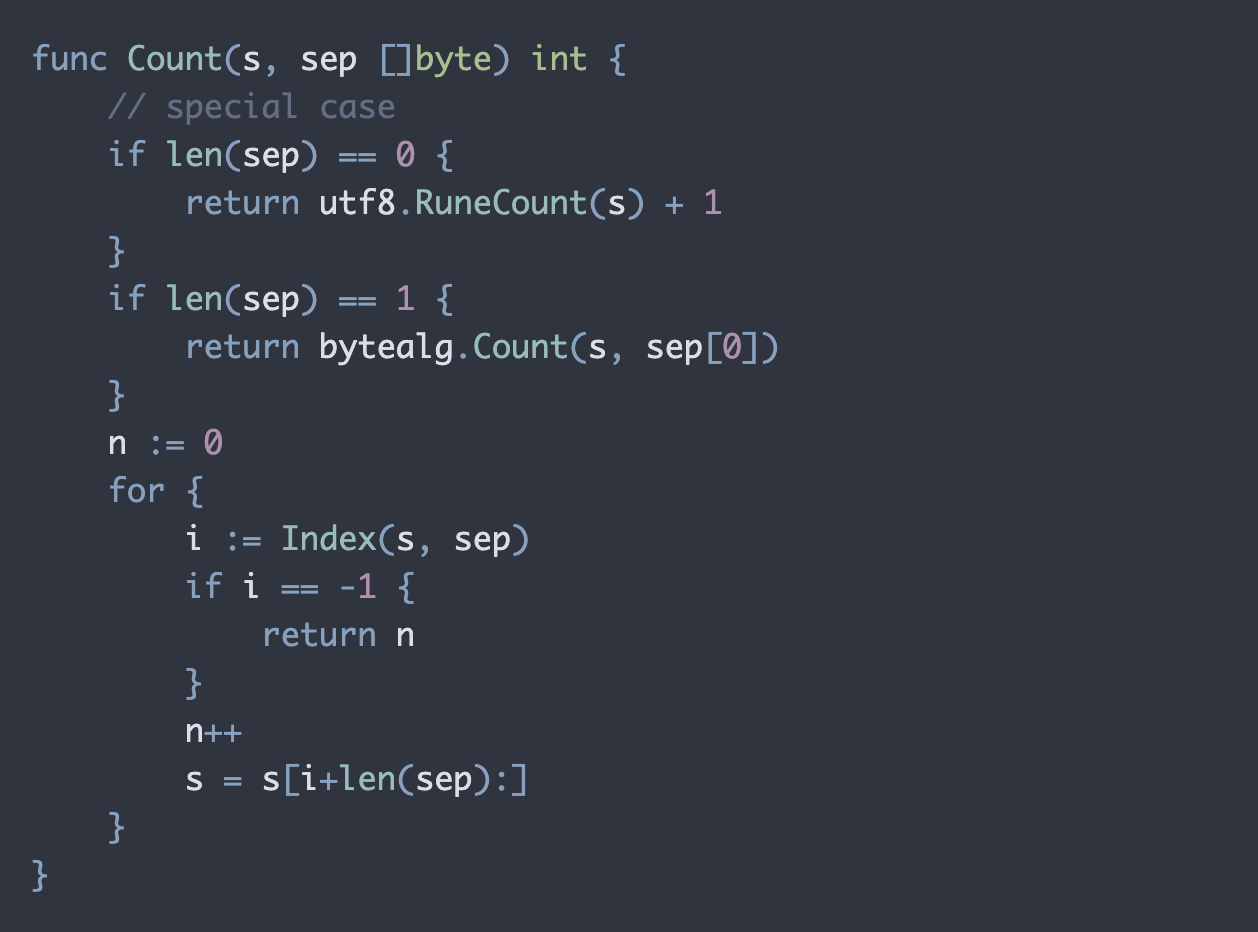 func Count(s, sep []byte) int {
    // special case
    if len(sep) == 0 {
        return utf8.RuneCount(s) + 1
    }
    if len(sep) == 1 {
        return bytealg.Count(s, sep[0])
    }
    n := 0
    for {
        i := Index(s, sep)
        if i == -1 {
            return n
        }
        n++
        s = s[i+len(sep):]
    }
}